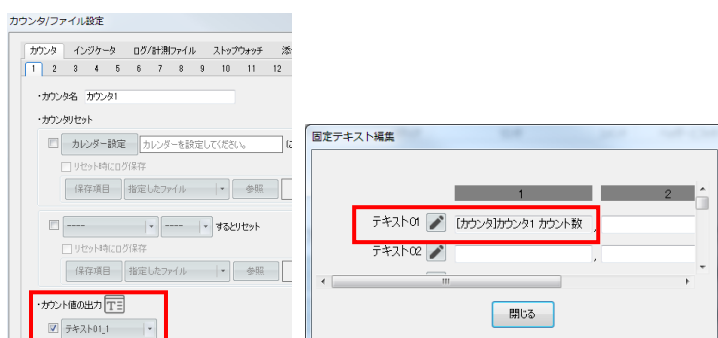 カウンタ/ファイル設定
カウンタ インジケータ ログ/計測ファイル ストップウォッチ 添
1 2 3 4 5 6 7 8 9 10 11 12
・カウンタ名 カウンタ1
・カウンタリセット
カレンダー設定 カレンダーを設定してください。 に
リセット時にログ保存
保存項目 指定したファイル 参照
---- ---- するとリセット
リセット時にログ保存
保存項目 指定したファイル 参照
・カウント値の出力
テキスト01_1
固定テキスト編集
1 2
テキスト01 [カウンタ]カウンタ1 カウント数 ,
テキスト02 ,
閉じる